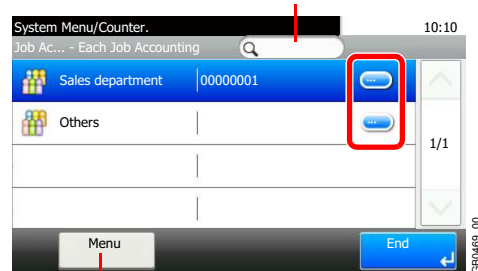 System Menu/Counter.
10:10
Job Ac... - Each Job Accounting
Sales department 00000001
Others
1/1
Menu
End
GB0469_00